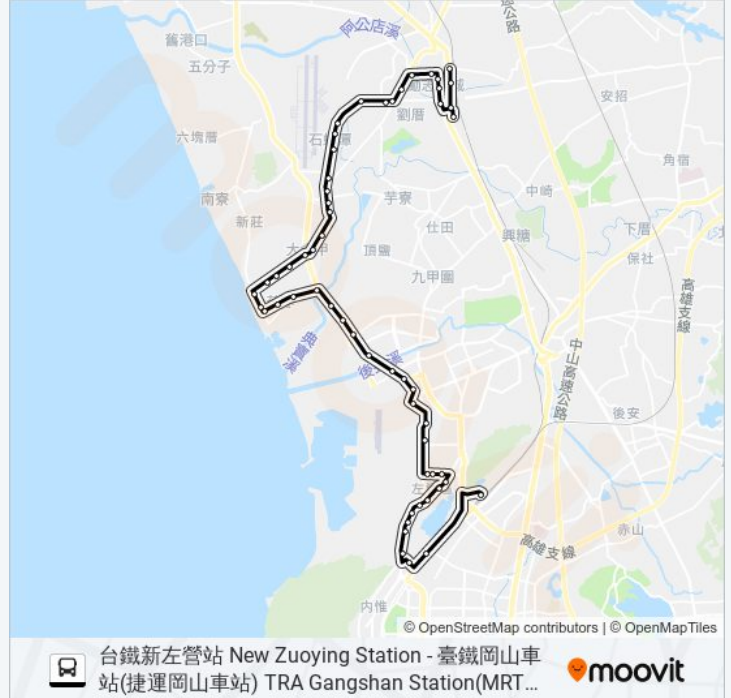 阿公店溪
舊港口
五分子
安招
劉厝
角宿
六塊厝
南寮
芋寮
中崎
新莊
仕田
下厝
興糖
頂鹽
保社
九甲圍
高雄支線
典寶溪
中山高速公路
後安
赤山
高雄支線
內惟
© OpenStreetMap contributors | © OpenMapTiles
台鐵新左營站 New Zuoying Station - 臺鐵岡山車
站(捷運岡山車站) TRA Gangshan Station(MRT...
moovit